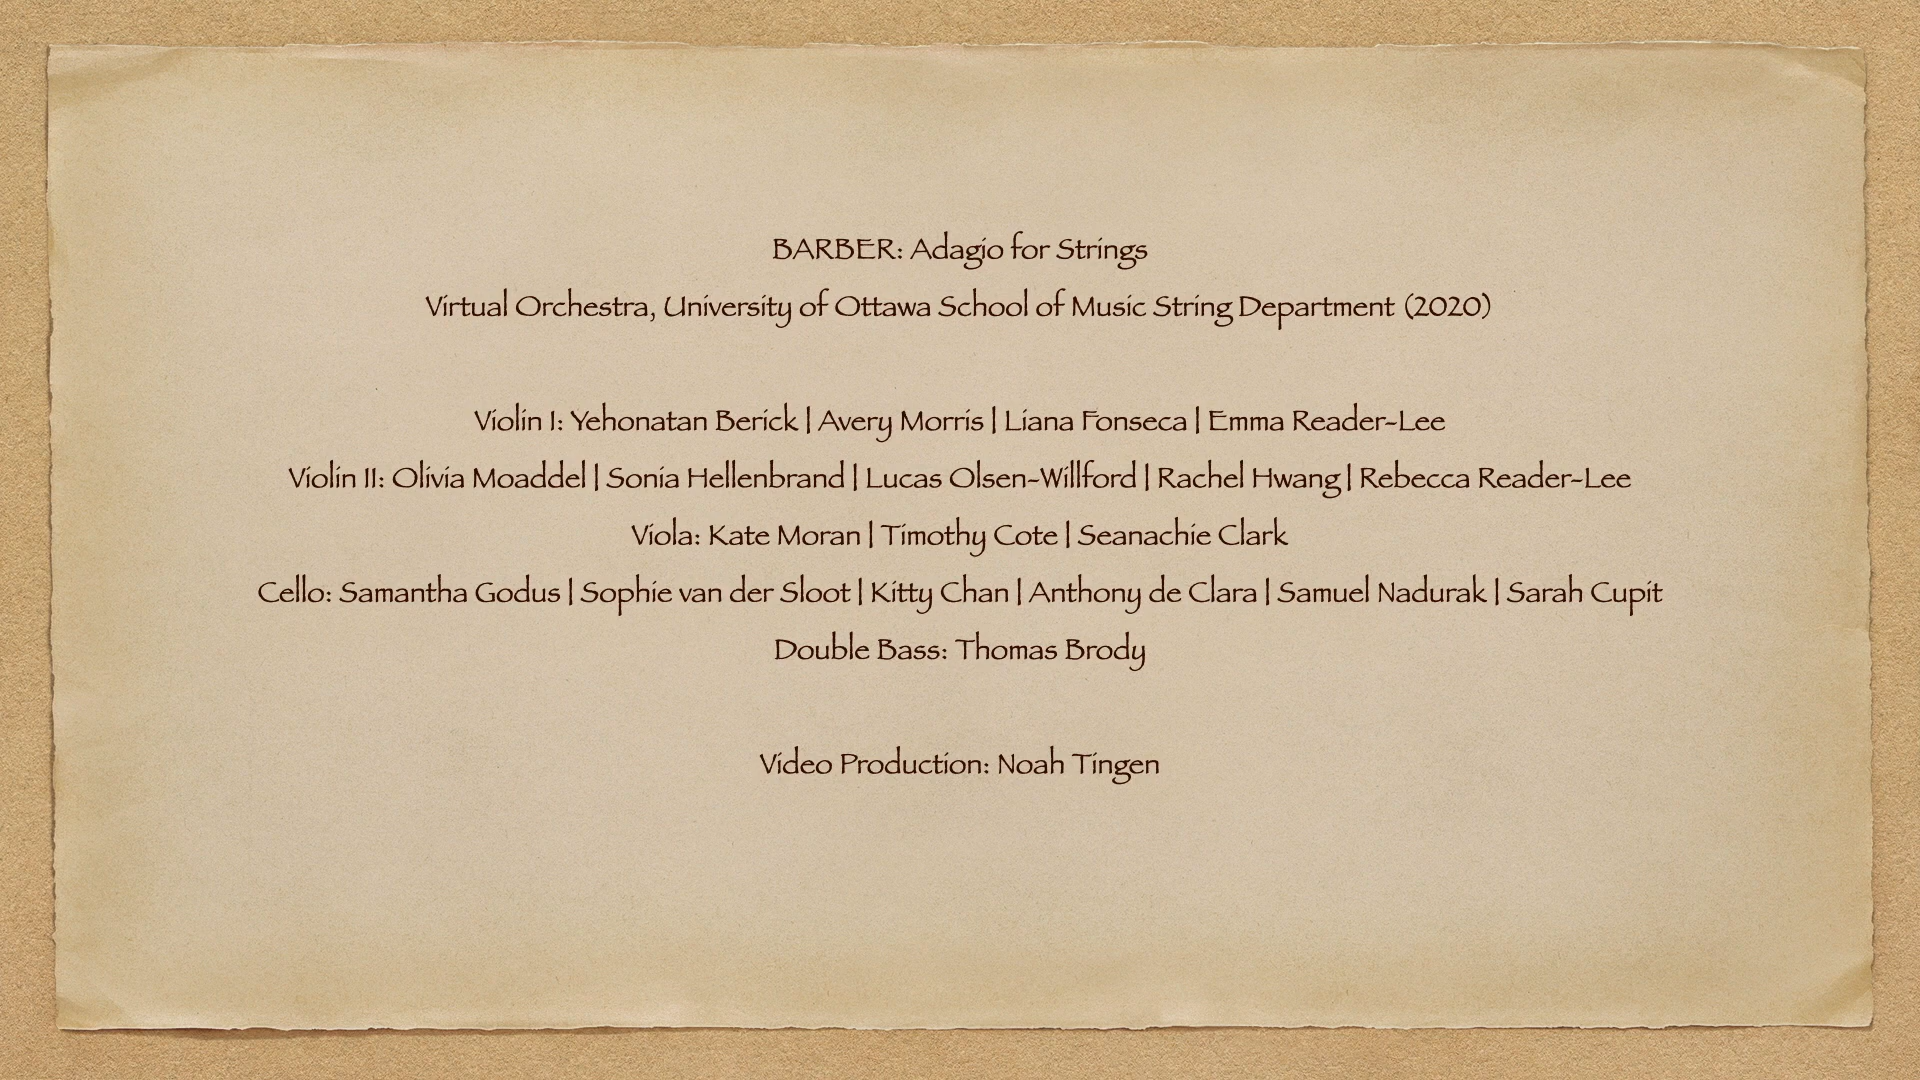 BARBER: Adagio for Strings
Virtual Orchestra, University of Ottawa School of Music String Department (2020)
Violin I: Yehonatan Berick | Avery Morris | Liana Fonseca | Emma Reader-Lee
Violin II: Olivia Moaddel | Sonia Hellenbrand | Lucas Olsen-Willford | Rachel Hwang | Rebecca Reader-Lee
Viola: Kate Moran | Timothy Cote | Seanachie Clark
Cello: Samantha Godus | Sophie van der Sloot | Kitty Chan | Anthony de Clara | Samuel Nadurak | Sarah Cupit
Double Bass: Thomas Brody
Video Production: Noah Tingen